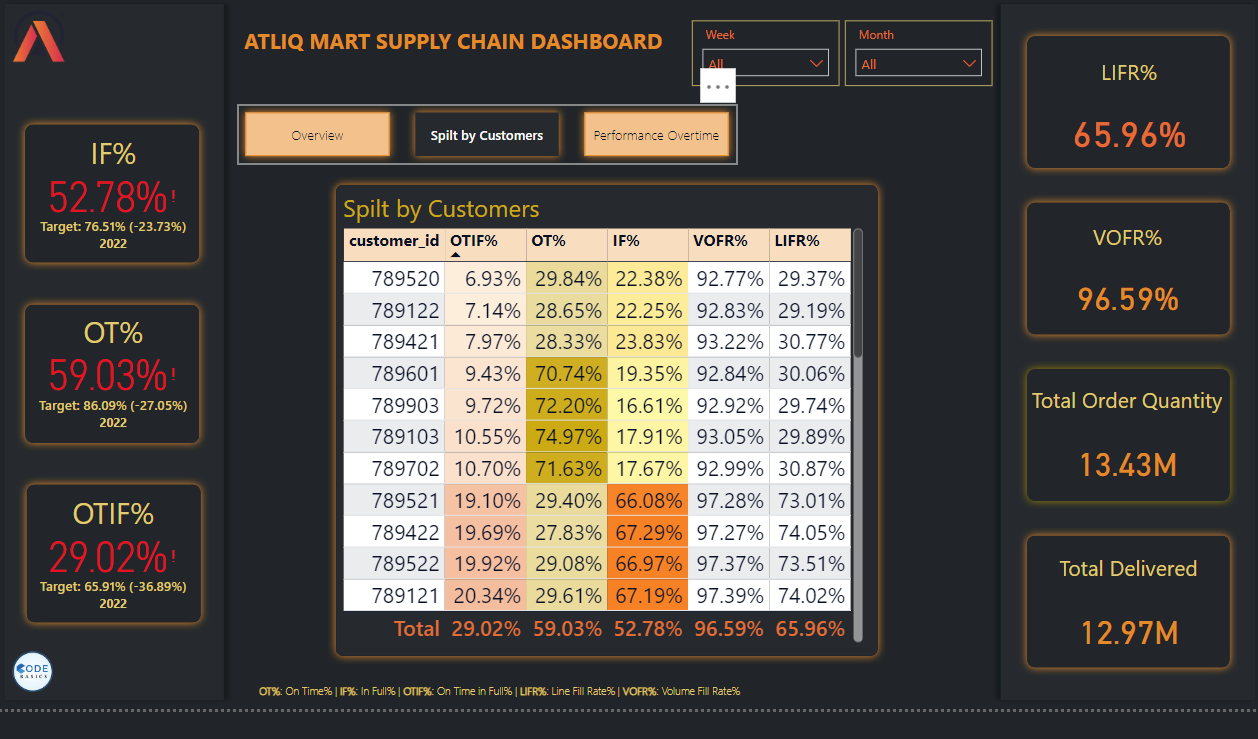 ATLIQ MART SUPPLY CHAIN DASHBOARD
Week
All
Month
All
Overview
Spilt by Customers
Performance Overtime
IF%
52.78%!
Target: 76.51% (-23.73%)
2022
OT%
59.03%!
Target: 86.09% (-27.05%)
2022
OTIF%
29.02%!
Target: 65.91% (-36.89%)
2022
CODE
BASICS
Spilt by Customers
customer_id OTIF% OT% IF% VOFR% LIFR%
789520 6.93% 29.84% 22.38% 92.77% 29.37%
789122 7.14% 28.65% 22.25% 92.83% 29.19%
789421 7.97% 28.33% 23.83% 93.22% 30.77%
789601 9.43% 70.74% 19.35% 92.84% 30.06%
789903 9.72% 72.20% 16.61% 92.92% 29.74%
789103 10.55% 74.97% 17.91% 93.05% 29.89%
789702 10.70% 71.63% 17.67% 92.99% 30.87%
789521 19.10% 29.40% 66.08% 97.28% 73.01%
789422 19.69% 27.83% 67.29% 97.27% 74.05%
789522 19.92% 29.08% 66.97% 97.37% 73.51%
789121 20.34% 29.61% 67.19% 97.39% 74.02%
Total 29.02% 59.03% 52.78% 96.59% 65.96%
OT%: On Time% | IF%: In Full% | OTIF%: On Time in Full% | LIFR%: Line Fill Rate% | VOFR%: Volume Fill Rate%
LIFR%
65.96%
VOFR%
96.59%
Total Order Quantity
13.43M
Total Delivered
12.97M